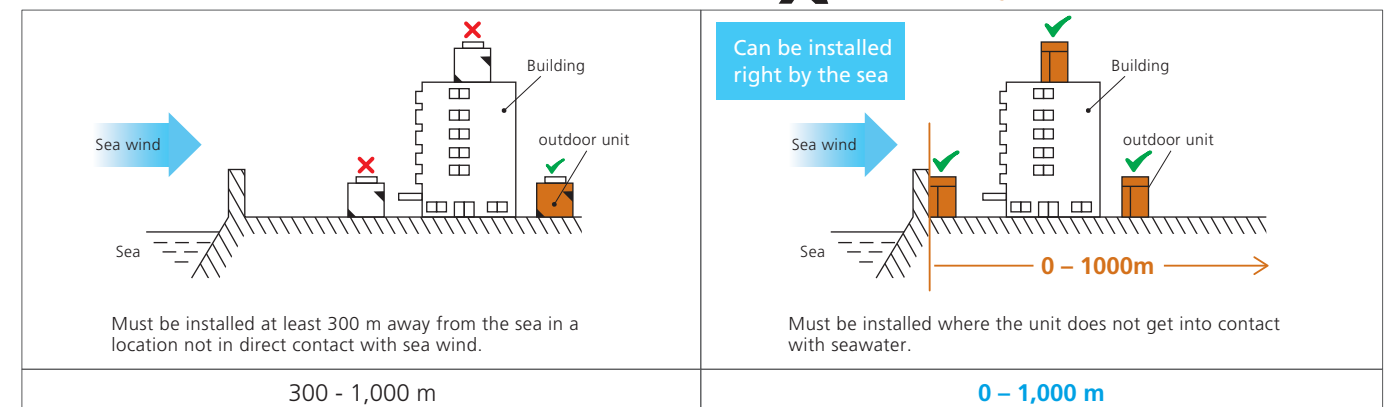 Building
outdoor unit
Sea wind
Sea
Must be installed at least 300 m away from the sea in a
location not in direct contact with sea wind.
300 - 1,000 m
Can be installed
right by the sea
Building
outdoor unit
Sea wind
Sea
0 – 1000m
Must be installed where the unit does not get into contact
with seawater.
0 – 1,000 m